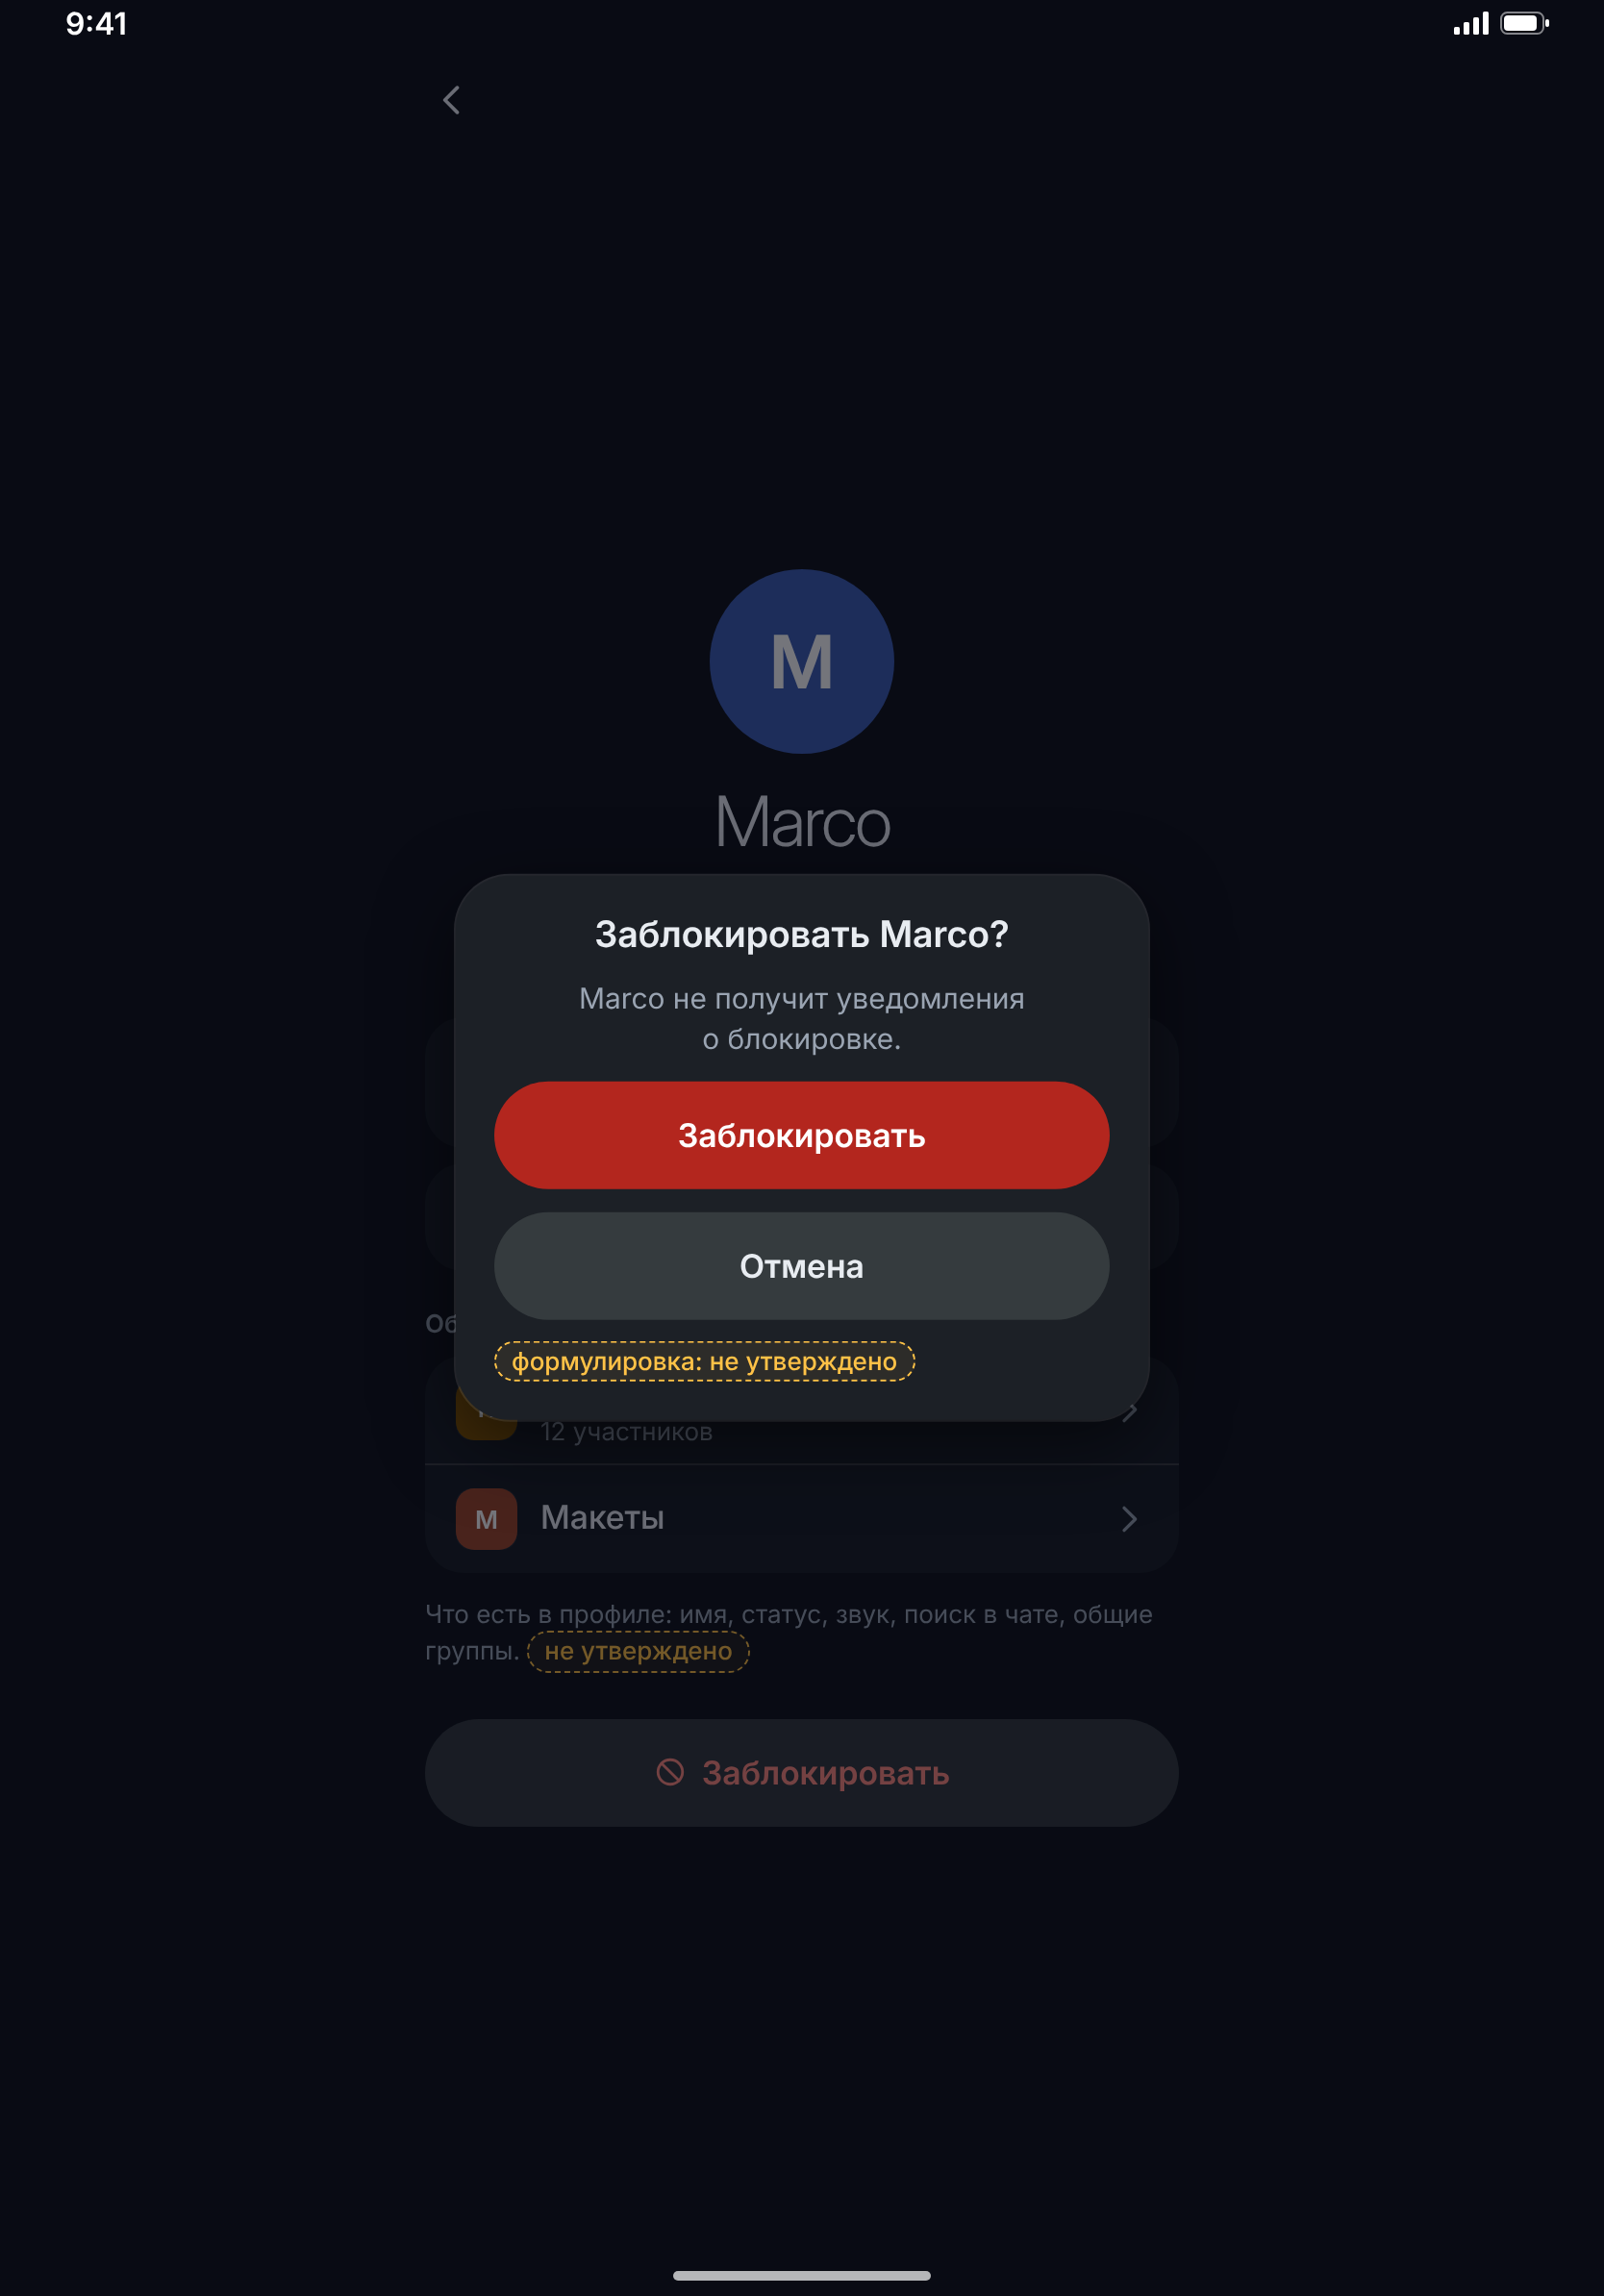 9:41
M
Marco
Заблокировать Marco?
Marco не получит уведомления
о блокировке.
Заблокировать
Отмена
формулировка: не утверждено
12 участников
М
Макеты
Что есть в профиле: имя, статус, звук, поиск в чате, общие
группы. не утверждено
Заблокировать